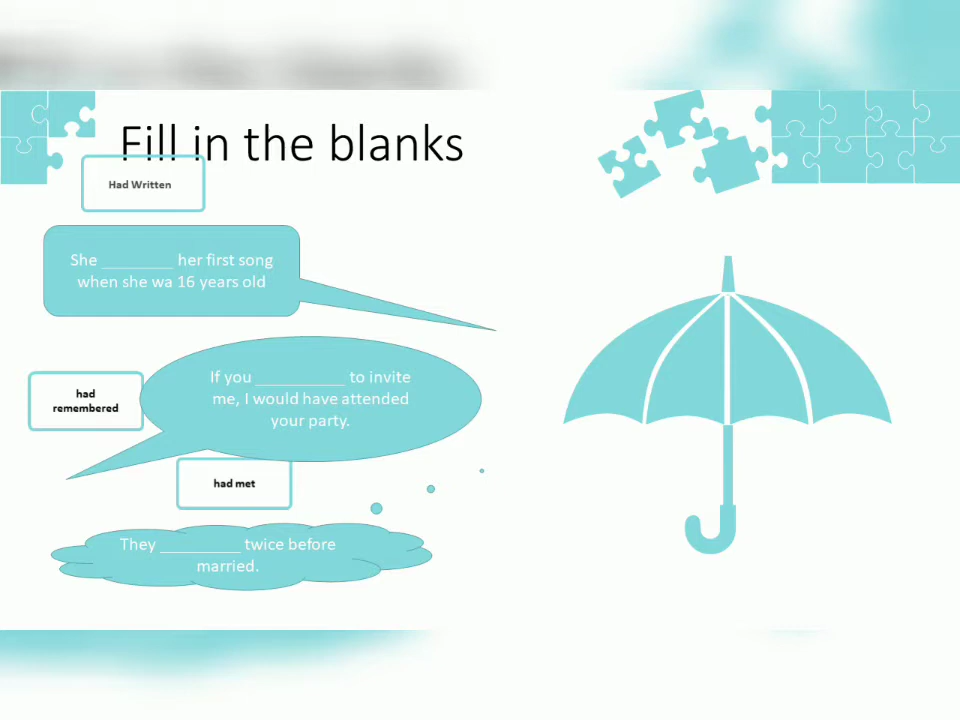 Fill in the blanks
Had Written
She ________ her first song
when she wa 16 years old
had
remembered
If you __________ to invite
me, I would have attended
your party.
had met
They _________ twice before
married.